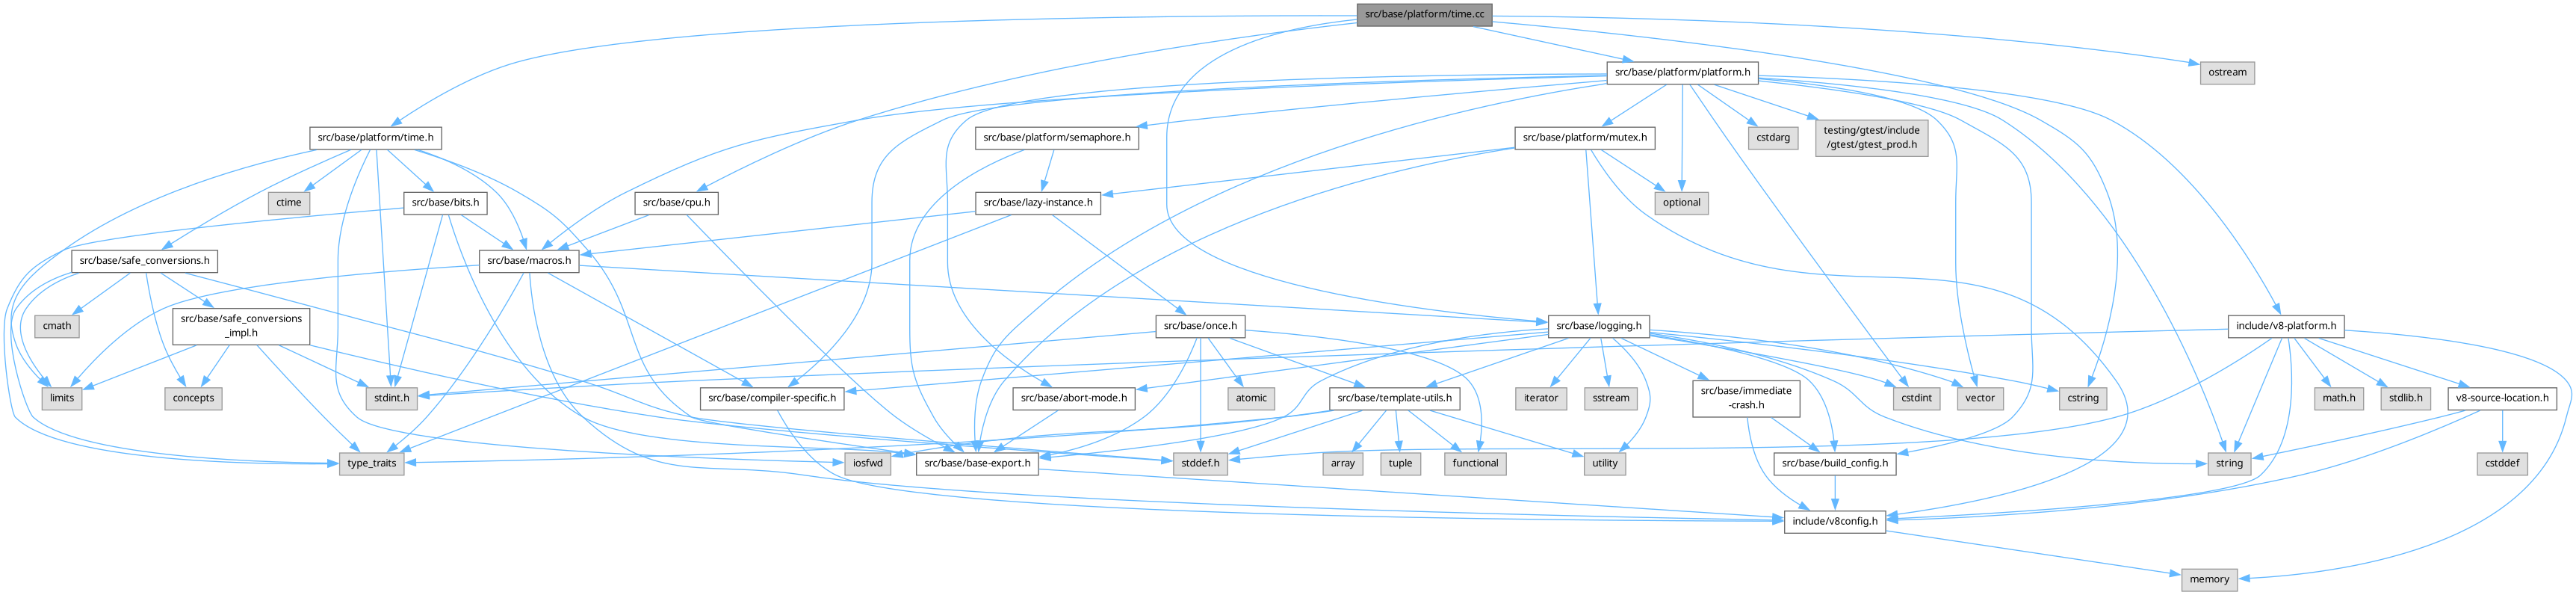 src/base/platform/time.cc
src/base/platform/platform.h
ostream
src/base/platform/time.h
src/base/platform/semaphore.h
src/base/platform/mutex.h
cstdarg
testing/gtest/include
/gtest/gtest_prod.h
ctime
src/base/bits.h
src/base/cpu.h
src/base/lazy-instance.h
optional
src/base/safe_conversions.h
src/base/macros.h
cmath
src/base/safe_conversions
_impl.h
src/base/once.h
src/base/logging.h
include/v8-platform.h
limits
concepts
stdint.h
src/base/compiler-specific.h
src/base/abort-mode.h
atomic
src/base/template-utils.h
iterator
sstream
src/base/immediate
-crash.h
cstdint
vector
cstring
math.h
stdlib.h
v8-source-location.h
type_traits
iosfwd
src/base/base-export.h
stddef.h
array
tuple
functional
utility
src/base/build_config.h
string
cstddef
include/v8config.h
memory